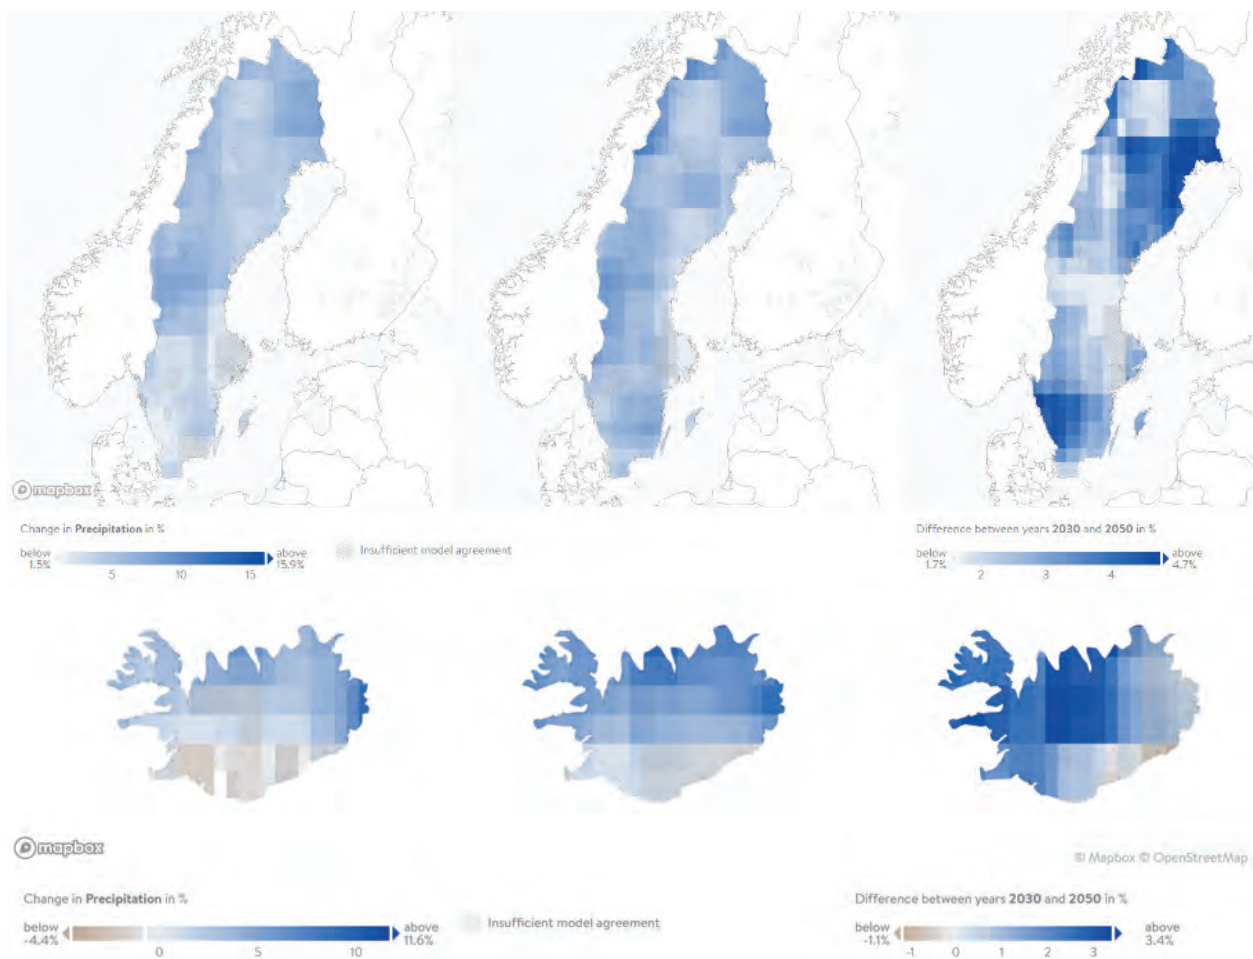 mapbox
Change in Precipitation in %
below
1.5%
above
15.9%
5 10 15
Insufficient model agreement
Difference between years 2030 and 2050 in %
below
1.7%
above
4.7%
2 3 4
mapbox
© Mapbox © OpenStreetMap
Change in Precipitation in %
below
-4.4%
above
11.6%
0 5 10
Insufficient model agreement
Difference between years 2030 and 2050 in %
below
-1.1%
above
3.4%
-1 0 1 2 3